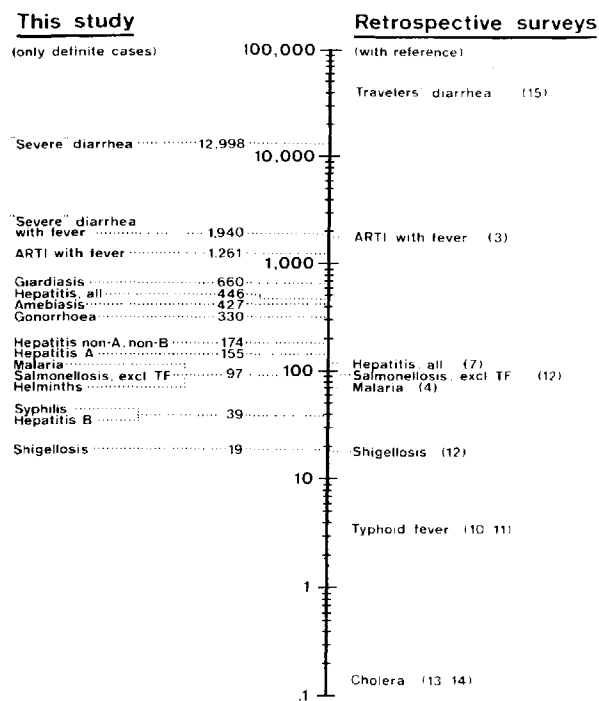 This study
(only definite cases)
"Severe" diarrhea 12,998
"Severe" diarrhea
with fever 1,940
ARTI with fever 1,261
Giardiasis 660
Hepatitis, all 446
Amebiasis 427
Gonorrhoea 330
Hepatitis non-A, non-B 174
Hepatitis A 155
Malaria
Salmonellosis, excl TF 97
Helminths
Syphilis
Hepatitis B
39
Shigellosis 19
100,000
10,000
1,000
100
10
1
.1
Retrospective surveys
(with reference)
Travelers' diarrhea (15)
ARTI with fever (3)
Hepatitis, all (7)
Salmonellosis, excl TF (12)
Malaria (4)
Shigellosis (12)
Typhoid fever (10 11)
Cholera (13 14)